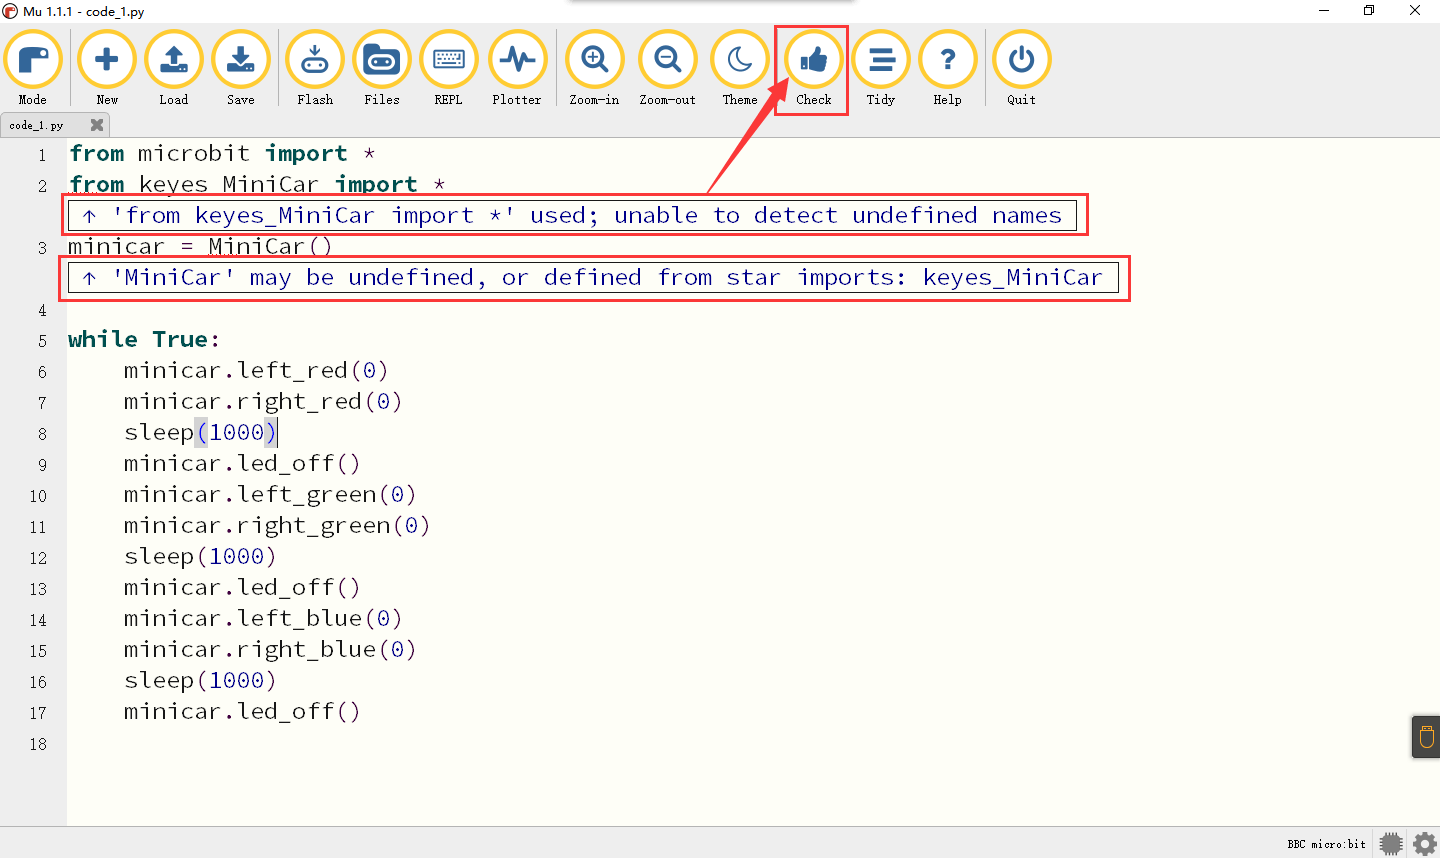 Mu 1.1.1 - code_1.py
Mode New Load Save Flash Files REPL Plotter Zoom-in Zoom-out Theme Check Tidy Help Quit
code_1.py
1 from microbit import *
2 from keyes_MiniCar import *
↑ 'from keyes_MiniCar import *' used; unable to detect undefined names
3 minicar = MiniCar()
↑ 'MiniCar' may be undefined, or defined from star imports: keyes_MiniCar
4
5 while True:
6 minicar.left_red(0)
7 minicar.right_red(0)
8 sleep(1000)
9 minicar.led_off()
10 minicar.left_green(0)
11 minicar.right_green(0)
12 sleep(1000)
13 minicar.led_off()
14 minicar.left_blue(0)
15 minicar.right_blue(0)
16 sleep(1000)
17 minicar.led_off()
18
BBC micro:bit